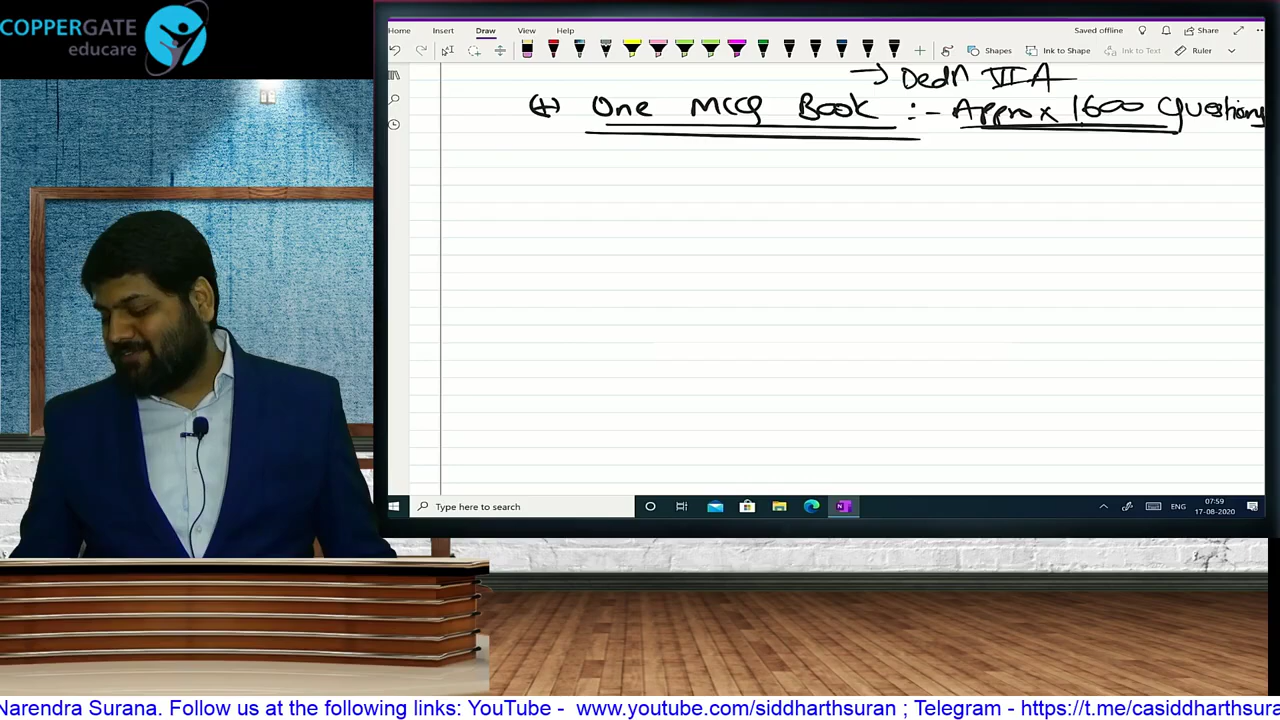 COPPERGATE
educare
Home Insert Draw View Help Saved offline Share
Shapes Ink to Shape Ink to Text Ruler
→ Dedn VI A
(+) One MCQ Book :- Approx 1600 Questions
Type here to search
ENG 07:59
17-08-2020
Narendra Surana. Follow us at the following links: YouTube - www.youtube.com/siddharthsuran ; Telegram - https://t.me/casiddharthsura